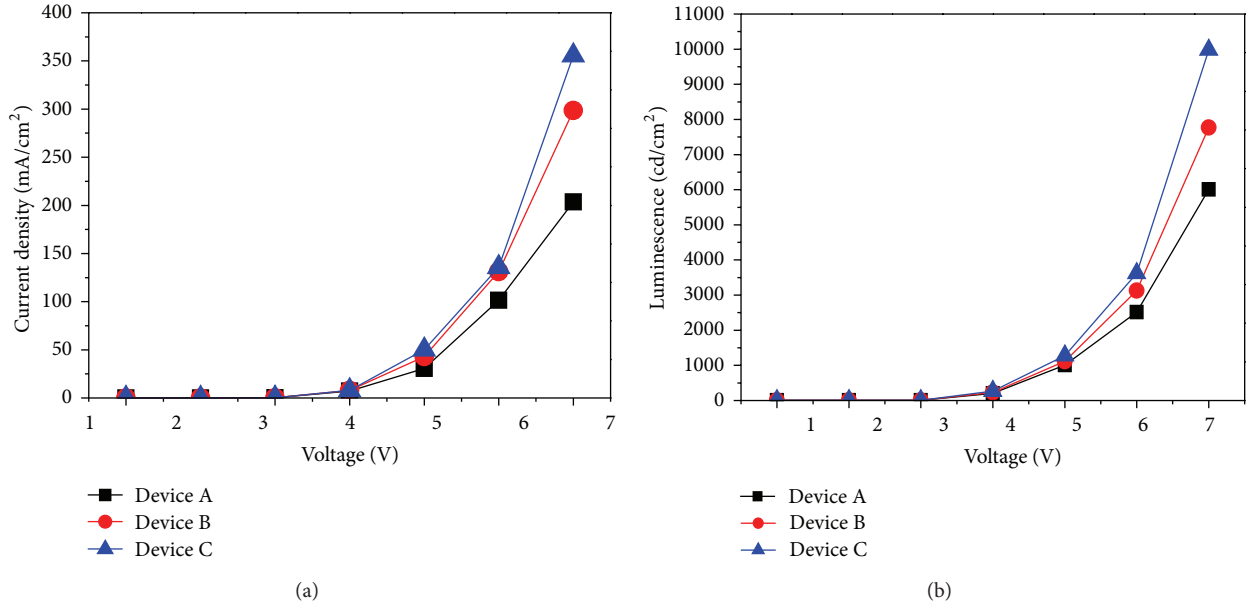 400
350
300
250
200
150
100
50
0
Current density (mA/cm²)
1 2 3 4 5 6 7
Voltage (V)
Device A
Device B
Device C
(a)
11000
10000
9000
8000
7000
6000
5000
4000
3000
2000
1000
0
Luminescence (cd/cm²)
1 2 3 4 5 6 7
Voltage (V)
Device A
Device B
Device C
(b)